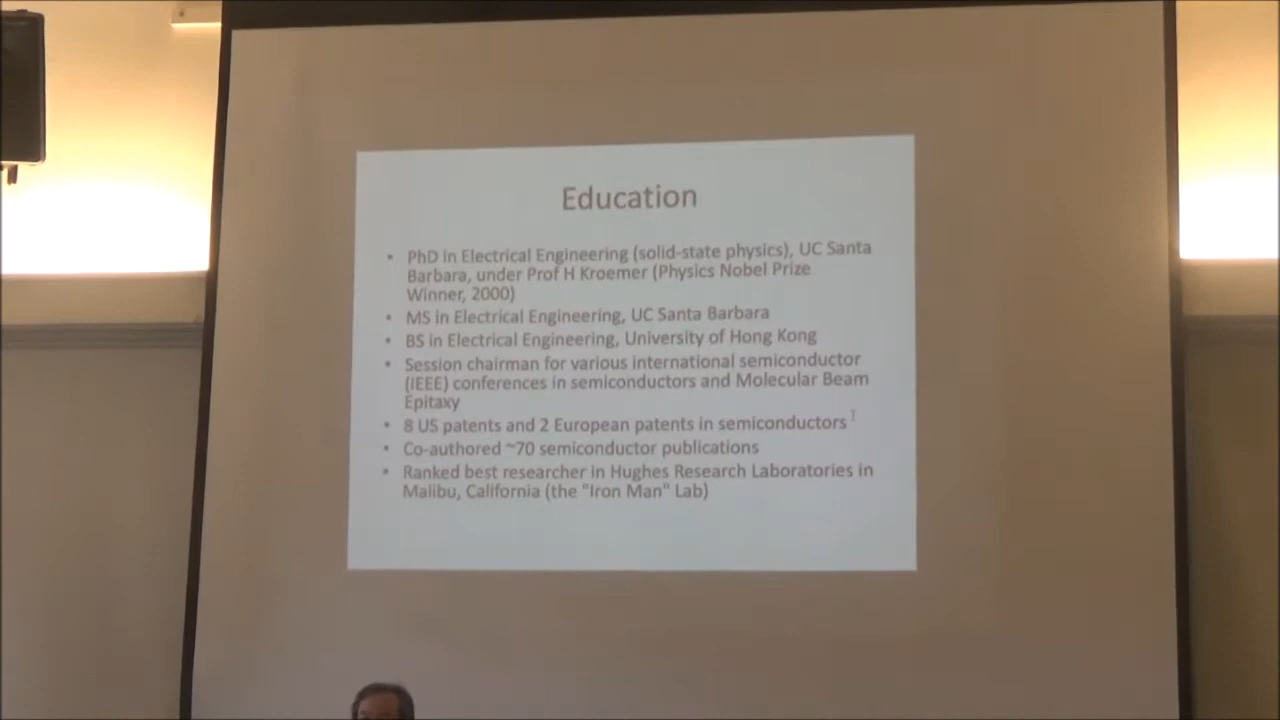 Education
• PhD in Electrical Engineering (solid-state physics), UC Santa
Barbara, under Prof H Kroemer (Physics Nobel Prize
Winner, 2000)
• MS in Electrical Engineering, UC Santa Barbara
• BS in Electrical Engineering, University of Hong Kong
• Session chairman for various international semiconductor
(IEEE) conferences in semiconductors and Molecular Beam
Epitaxy
• 8 US patents and 2 European patents in semiconductors
• Co-authored ~70 semiconductor publications
• Ranked best researcher in Hughes Research Laboratories in
Malibu, California (the "Iron Man" Lab)